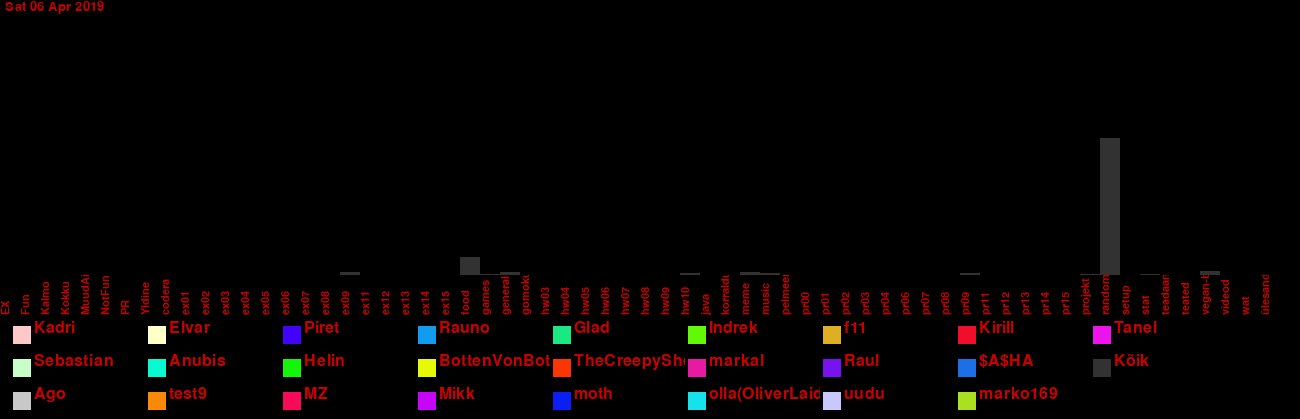 Sat 06 Apr 2019
EX Fun Kalmo Kokku MuudAi NotFun PR Yldine codera ex01 ex02 ex03 ex04 ex05 ex06 ex07 ex08 ex09 ex11 ex12 ex13 ex14 ex15 food games general gomoku hw03 hw04 hw05 hw06 hw07 hw08 hw09 hw10 java korraldu meme music pelmeen pr00 pr01 pr02 pr03 pr04 pr06 pr07 pr08 pr09 pr11 pr12 pr13 pr14 pr15 projekt random setup stat teadaan teated vegan-b videod wat ülesand
Kadri Elvar Piret Rauno Glad Indrek f11 Kirill Tanel
Sebastian Anubis Helin BottenVonBot TheCreepyShe markal Raul $A$HA Köik
Ago test9 MZ Mikk moth olla(OliverLaid uudu marko169